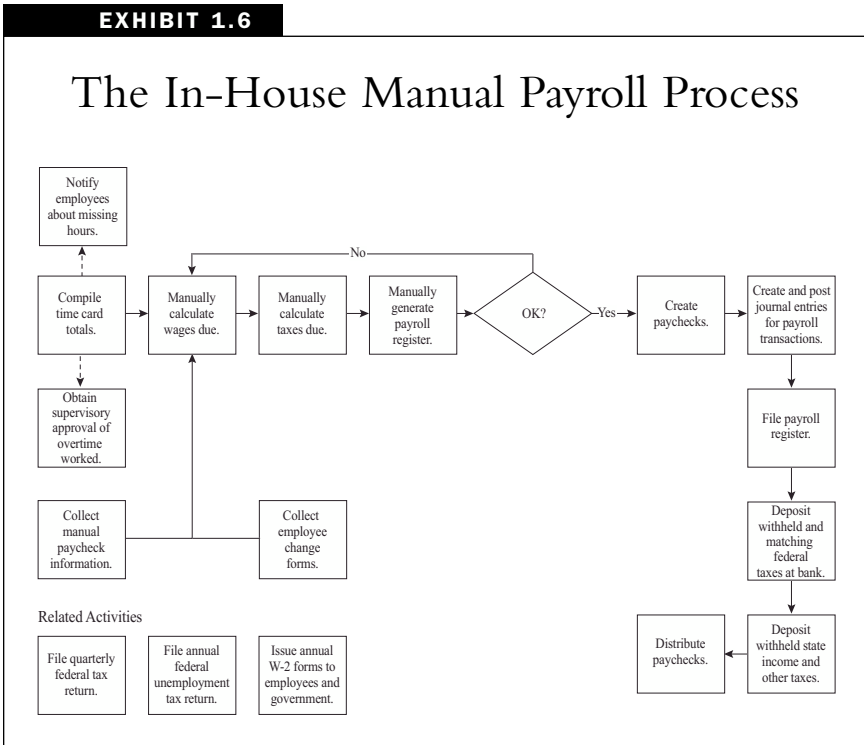 EXHIBIT 1.6
The In-House Manual Payroll Process
Notify
employees
about missing
hours.
Compile
time card
totals.
Obtain
supervisory
approval of
overtime
worked.
Manually
calculate
wages due.
Manually
calculate
taxes due.
Manually
generate
payroll
register.
No
OK?
Yes
Create
paychecks.
Create and post
journal entries
for payroll
transactions.
File payroll
register.
Deposit
withheld and
matching
federal
taxes at bank.
Deposit
withheld state
income and
other taxes.
Distribute
paychecks.
Collect
manual
paycheck
information.
Collect
employee
change
forms.
Related Activities
File quarterly
federal tax
return.
File annual
federal
unemployment
tax return.
Issue annual
W-2 forms to
employees and
government.